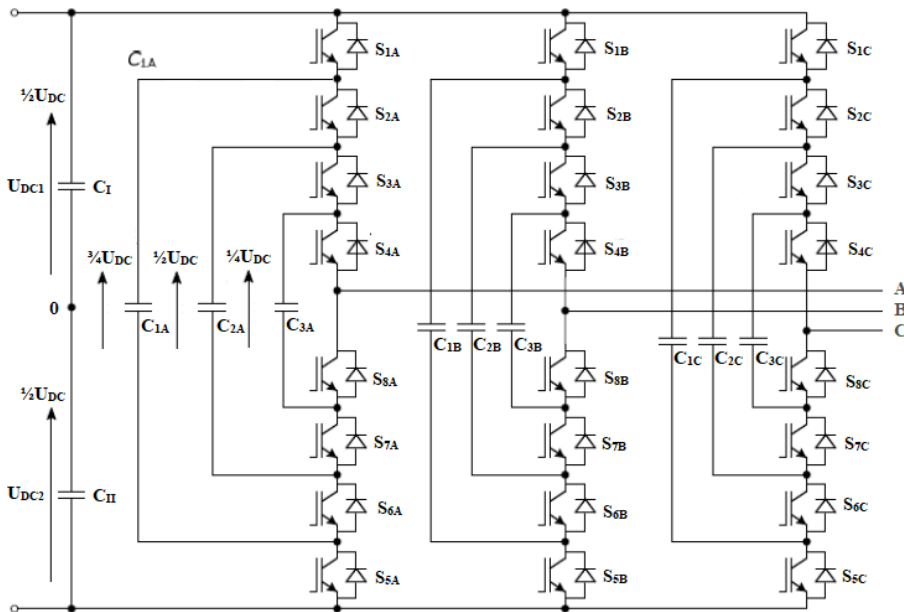 S1A S1B S1C
C1A
½UDC S2A S2B S2C
UDC1 CI S3A S3B S3C
¾UDC ½UDC ¼UDC S4A S4B S4C
A
0
B
C1A C2A C3A C
C1B C2B C3B
C1C C2C C3C
S8A S8B S8C
½UDC
S7A S7B S7C
UDC2 CII
S6A S6B S6C
S5A S5B S5C